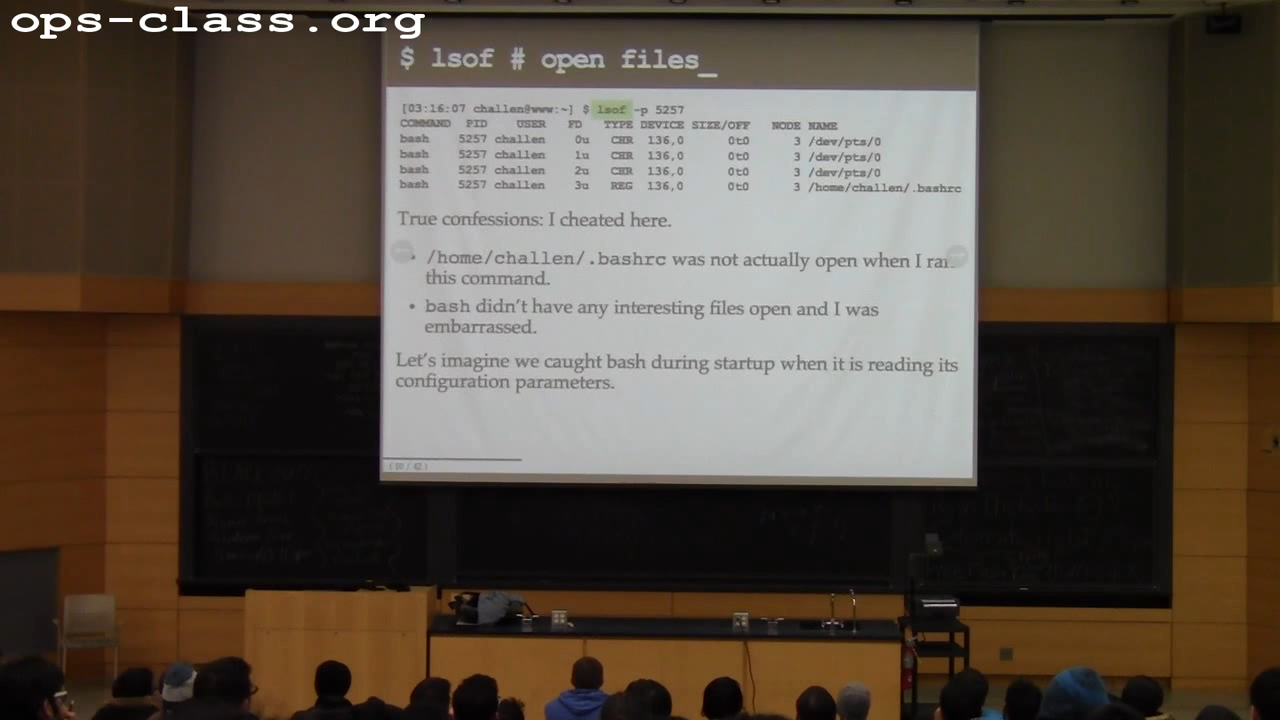 ops-class.org
$ lsof # open files_
[03:16:07 challen@www:~] $ lsof -p 5257
COMMAND PID USER FD TYPE DEVICE SIZE/OFF NODE NAME
bash 5257 challen 0u CHR 136,0 0t0 3 /dev/pts/0
bash 5257 challen 1u CHR 136,0 0t0 3 /dev/pts/0
bash 5257 challen 2u CHR 136,0 0t0 3 /dev/pts/0
bash 5257 challen 3u REG 136,0 0t0 3 /home/challen/.bashrc
True confessions: I cheated here.
• /home/challen/.bashrc was not actually open when I ran
this command.
• bash didn't have any interesting files open and I was
embarrassed.
Let's imagine we caught bash during startup when it is reading its
configuration parameters.